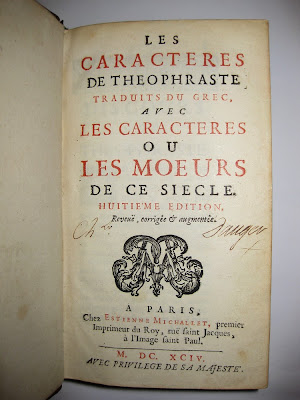 LES
CARACTERES
DE THEOPHRASTE
TRADUITS DU GREC,
AVEC
LES CARACTERES
OU
LES MOEURS
DE CE SIECLE.
HUITIEME EDITION,
Reveuë, corrigée & augmentée.
A PARIS,
Chez ESTIENNE MICHALLET, premier
Imprimeur du Roy, ruë saint Jacques,
à l'Image saint Paul.
M. DC. XCIV.
AVEC PRIVILEGE DE SA MAJESTE'.